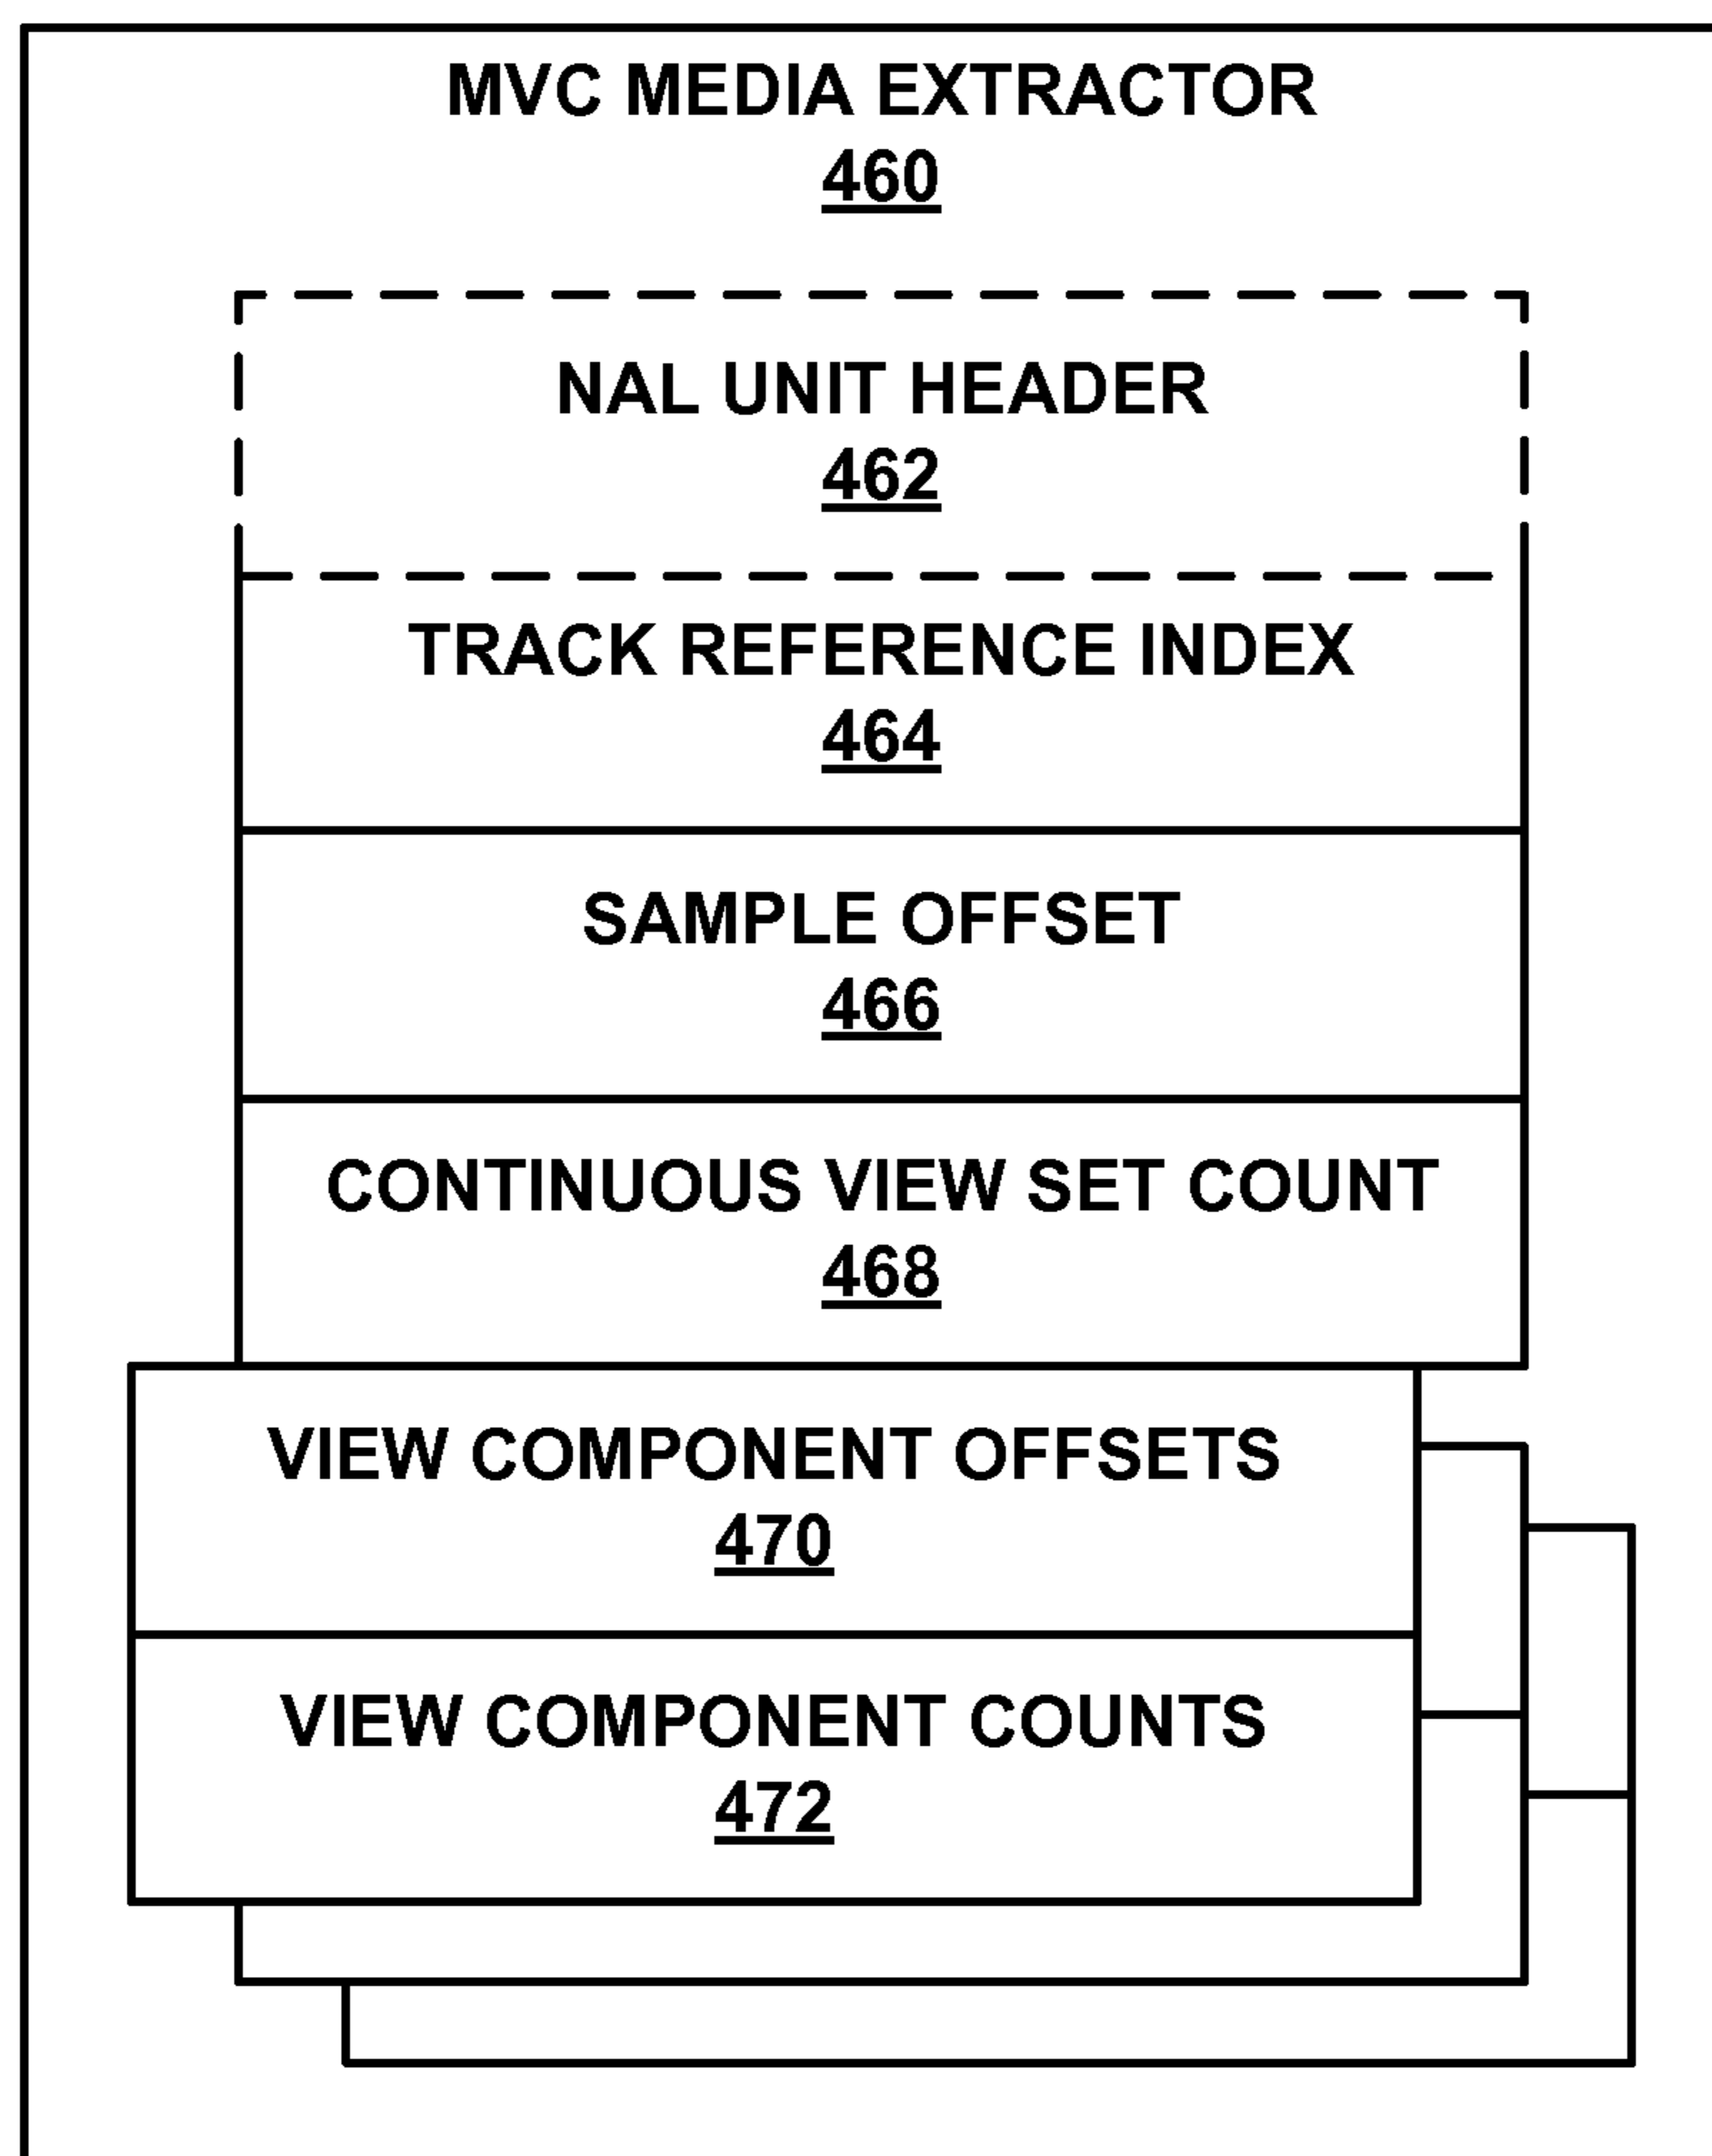 MVC MEDIA EXTRACTOR
460
NAL UNIT HEADER
462
TRACK REFERENCE INDEX
464
SAMPLE OFFSET
466
CONTINUOUS VIEW SET COUNT
468
VIEW COMPONENT OFFSETS
470
VIEW COMPONENT COUNTS
472